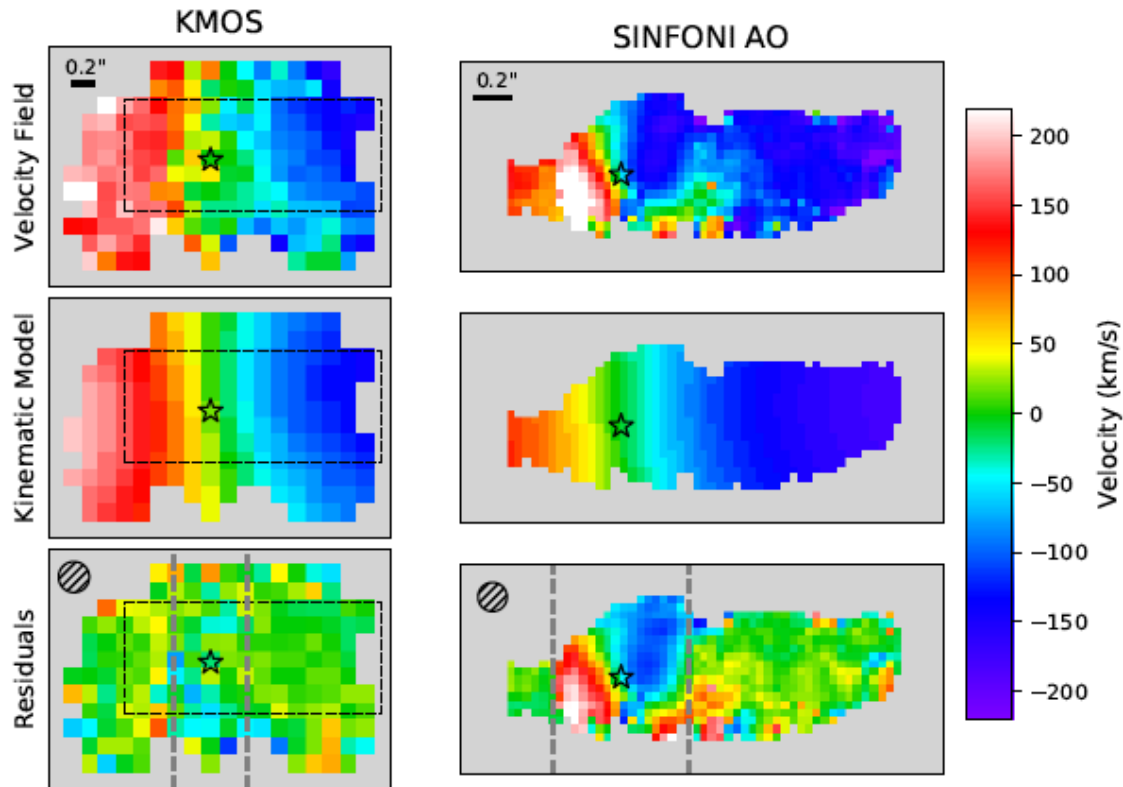 KMOS
SINFONI AO
Velocity Field
0.2"
0.2"
Kinematic Model
Residuals
200
150
100
50
0
−50
−100
−150
−200
Velocity (km/s)